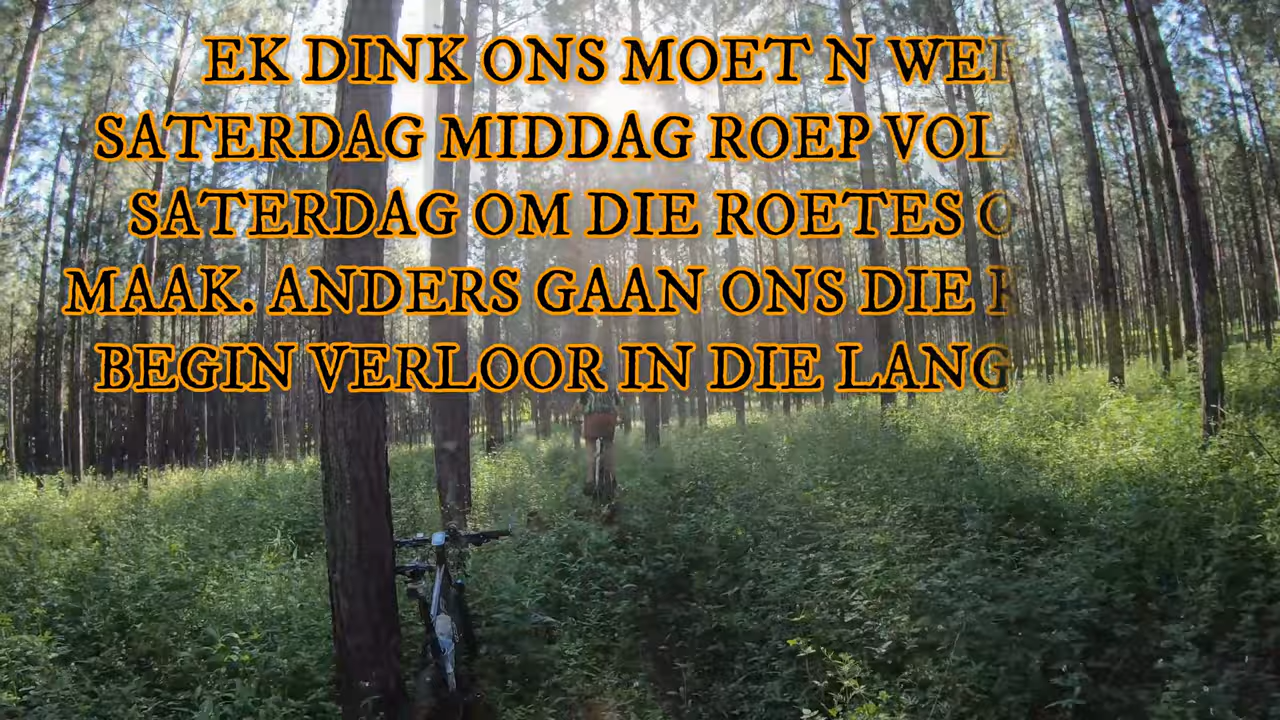 EK DINK ONS MOET N
SATERDAG MIDDAG ROEP
SATERDAG OM DIE ROETES
MAAK. ANDERS GAAN ONS DIE
BEGIN VERLOOR IN DIE LANG